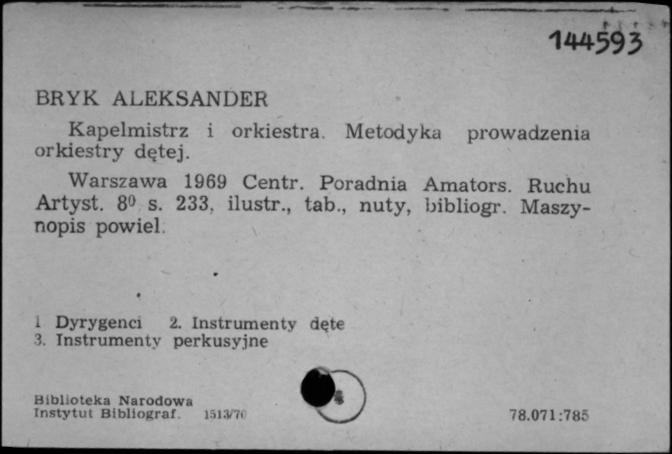 144593
BRYK ALEKSANDER
Kapelmistrz i orkiestra. Metodyka prowadzenia
orkiestry dętej.
Warszawa 1969 Centr. Poradnia Amators. Ruchu
Artyst. 8⁰ s. 233, ilustr., tab., nuty, bibliogr. Maszy-
nopis powiel.
1 Dyrygenci 2. Instrumenty dęte
3. Instrumenty perkusyjne
Biblioteka Narodowa
Instytut Bibliograf. 1513/70
78.071:785